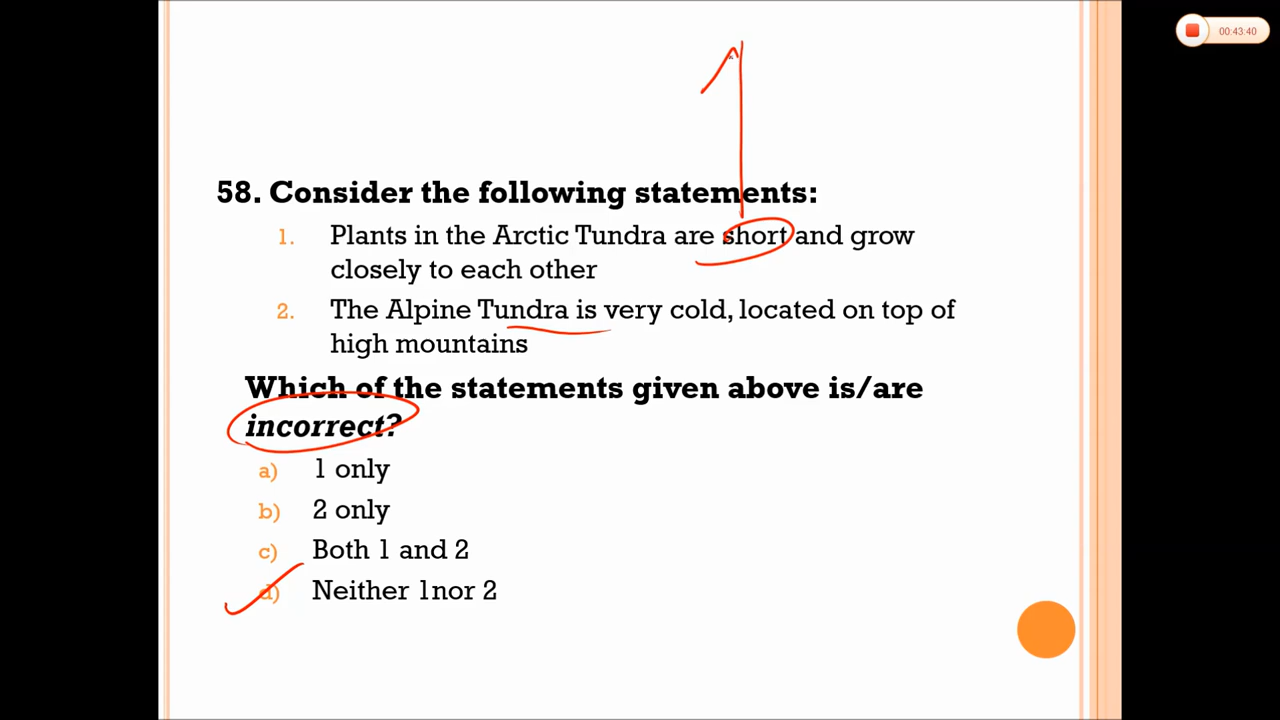 00:43:40
58. Consider the following statements:
1. Plants in the Arctic Tundra are short and grow
closely to each other
2. The Alpine Tundra is very cold, located on top of
high mountains
Which of the statements given above is/are
incorrect?
a) 1 only
b) 2 only
c) Both 1 and 2
d) Neither 1nor 2